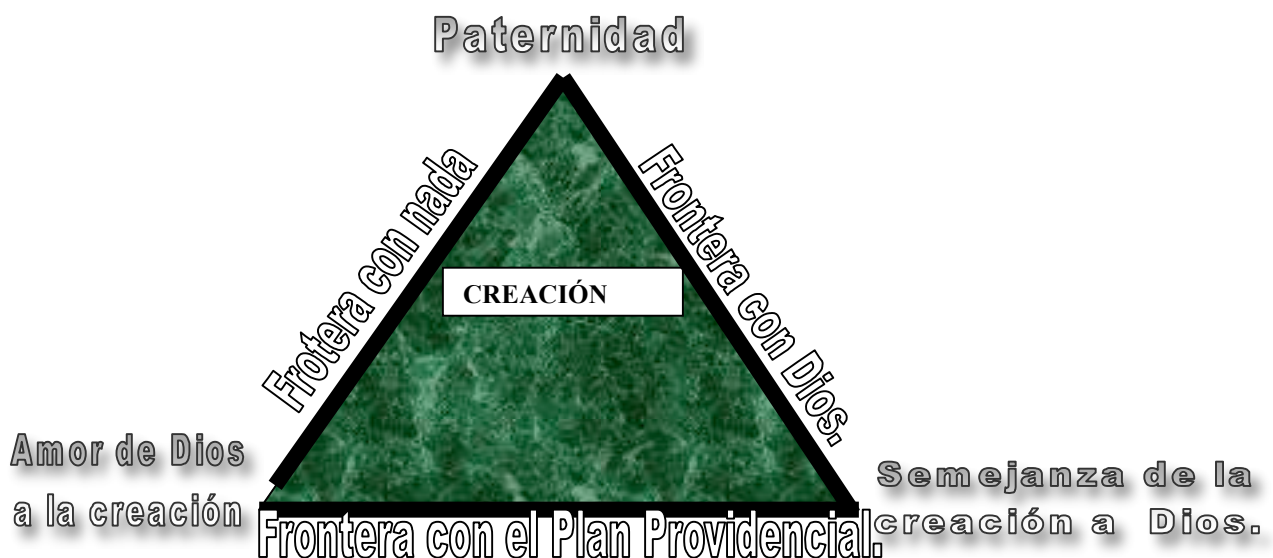 Paternidad
Frotera con nada
Frontera con Dios.
CREACIÓN
Amor de Dios
a la creación
Semejanza de la
creación a Dios.
Frontera con el Plan Providencial.